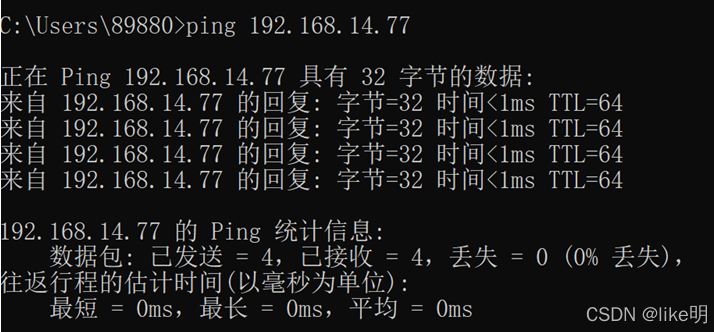 C:\Users\89880>ping 192.168.14.77
正在 Ping 192.168.14.77 具有 32 字节的数据:
来自 192.168.14.77 的回复: 字节=32 时间<1ms TTL=64
来自 192.168.14.77 的回复: 字节=32 时间<1ms TTL=64
来自 192.168.14.77 的回复: 字节=32 时间<1ms TTL=64
来自 192.168.14.77 的回复: 字节=32 时间<1ms TTL=64
192.168.14.77 的 Ping 统计信息:
数据包: 已发送 = 4，已接收 = 4，丢失 = 0 (0% 丢失)，
往返行程的估计时间(以毫秒为单位):
最短 = 0ms，最长 = 0ms，平均 = 0ms
CSDN @like明